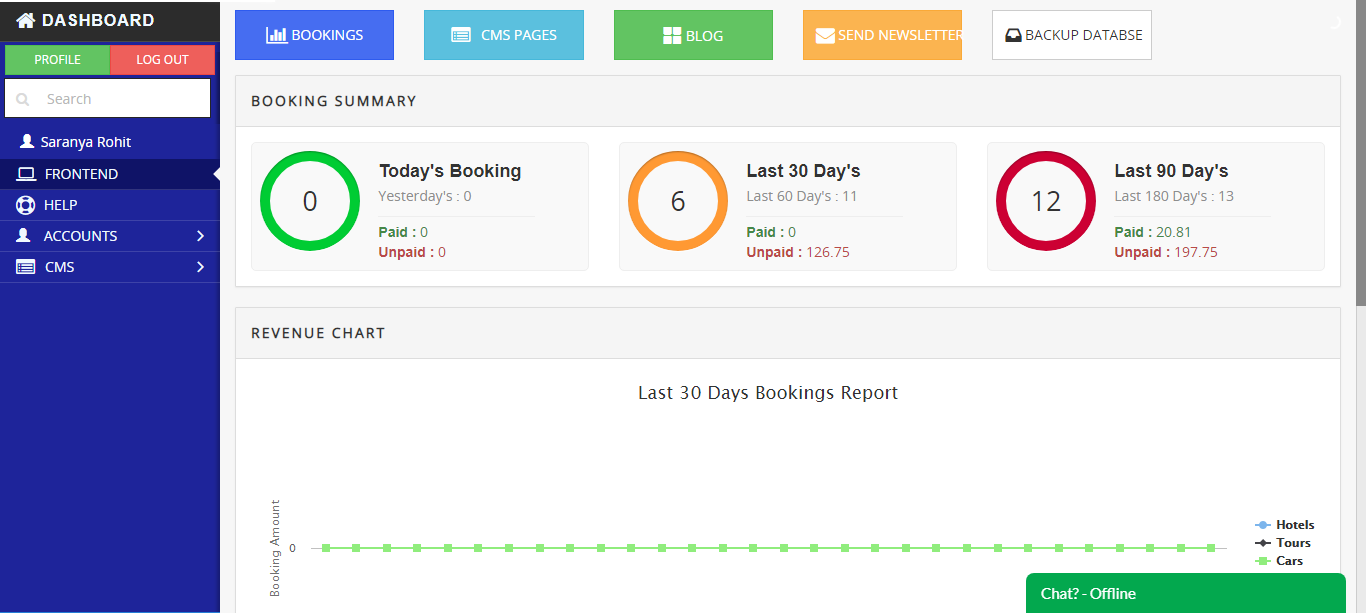 DASHBOARD
PROFILE LOG OUT
Search
Saranya Rohit
FRONTEND
HELP
ACCOUNTS
CMS
BOOKINGS CMS PAGES BLOG SEND NEWSLETTER BACKUP DATABSE
BOOKING SUMMARY
0
Today's Booking
Yesterday's : 0
Paid : 0
Unpaid : 0
6
Last 30 Day's
Last 60 Day's : 11
Paid : 0
Unpaid : 126.75
12
Last 90 Day's
Last 180 Day's : 13
Paid : 20.81
Unpaid : 197.75
REVENUE CHART
Last 30 Days Bookings Report
Booking Amount
0
Hotels
Tours
Cars
Chat? - Offline